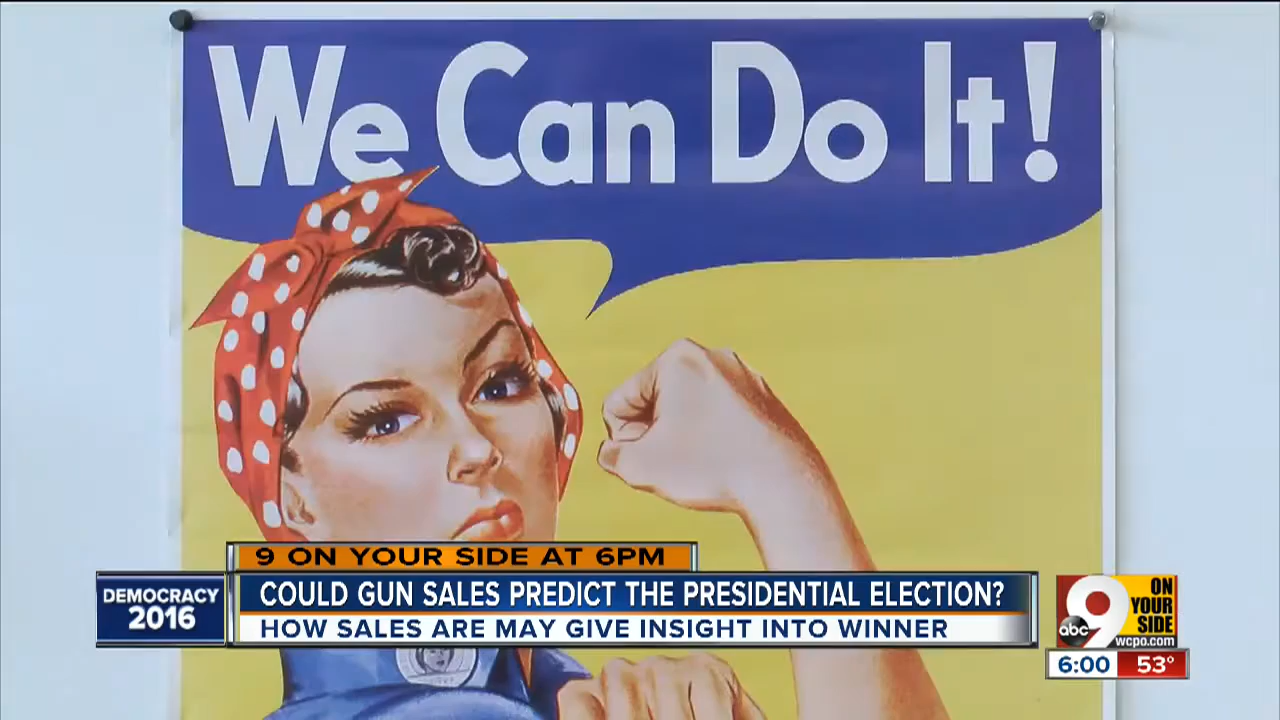 We Can Do It!
9 ON YOUR SIDE AT 6PM
DEMOCRACY
2016
COULD GUN SALES PREDICT THE PRESIDENTIAL ELECTION?
HOW SALES ARE MAY GIVE INSIGHT INTO WINNER
abc 9
ON
YOUR
SIDE
wcpo.com
6:00 53°